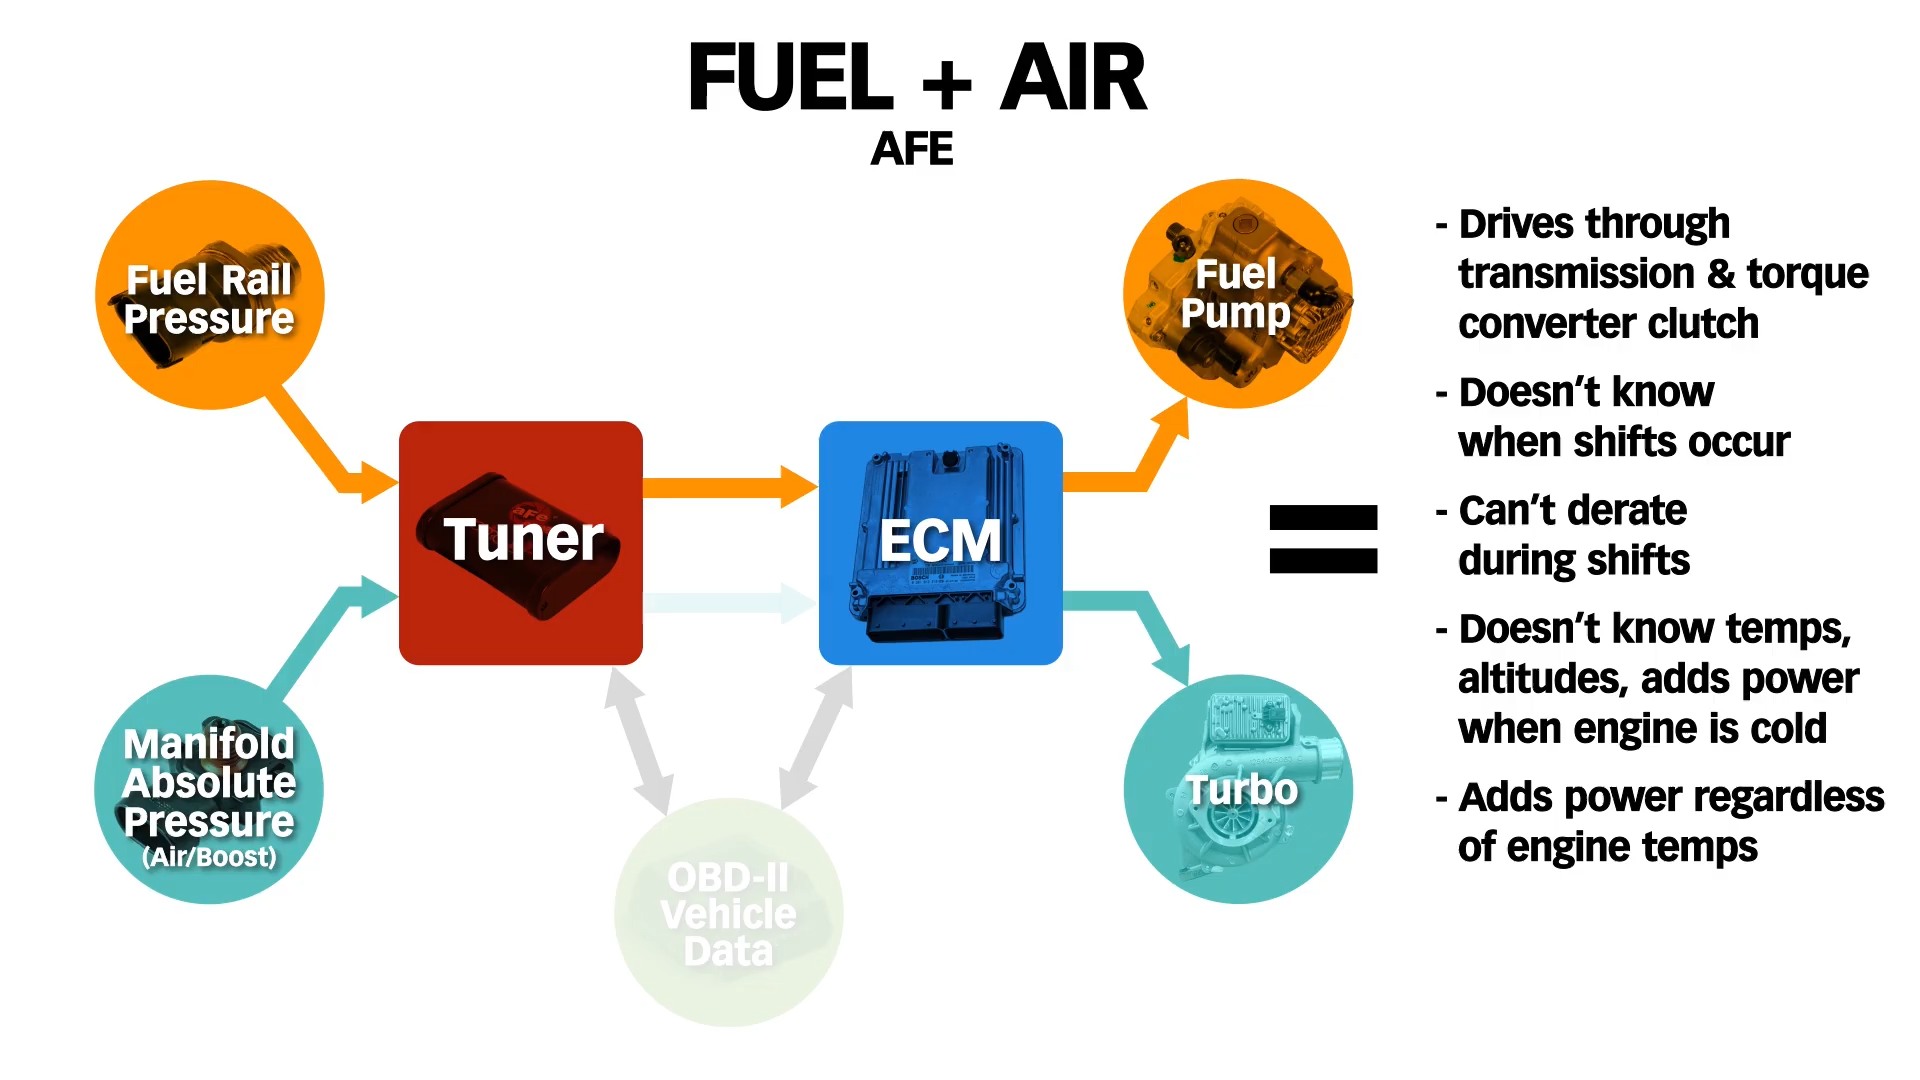 FUEL + AIR
AFE
Fuel Rail
Pressure
Fuel
Pump
Tuner
aFe
ECM
BOSCH
Manifold
Absolute
Pressure
(Air/Boost)
Turbo
OBD-II
Vehicle
Data
- Drives through
transmission & torque
converter clutch
- Doesn’t know
when shifts occur
- Can’t derate
during shifts
- Doesn’t know temps,
altitudes, adds power
when engine is cold
- Adds power regardless
of engine temps